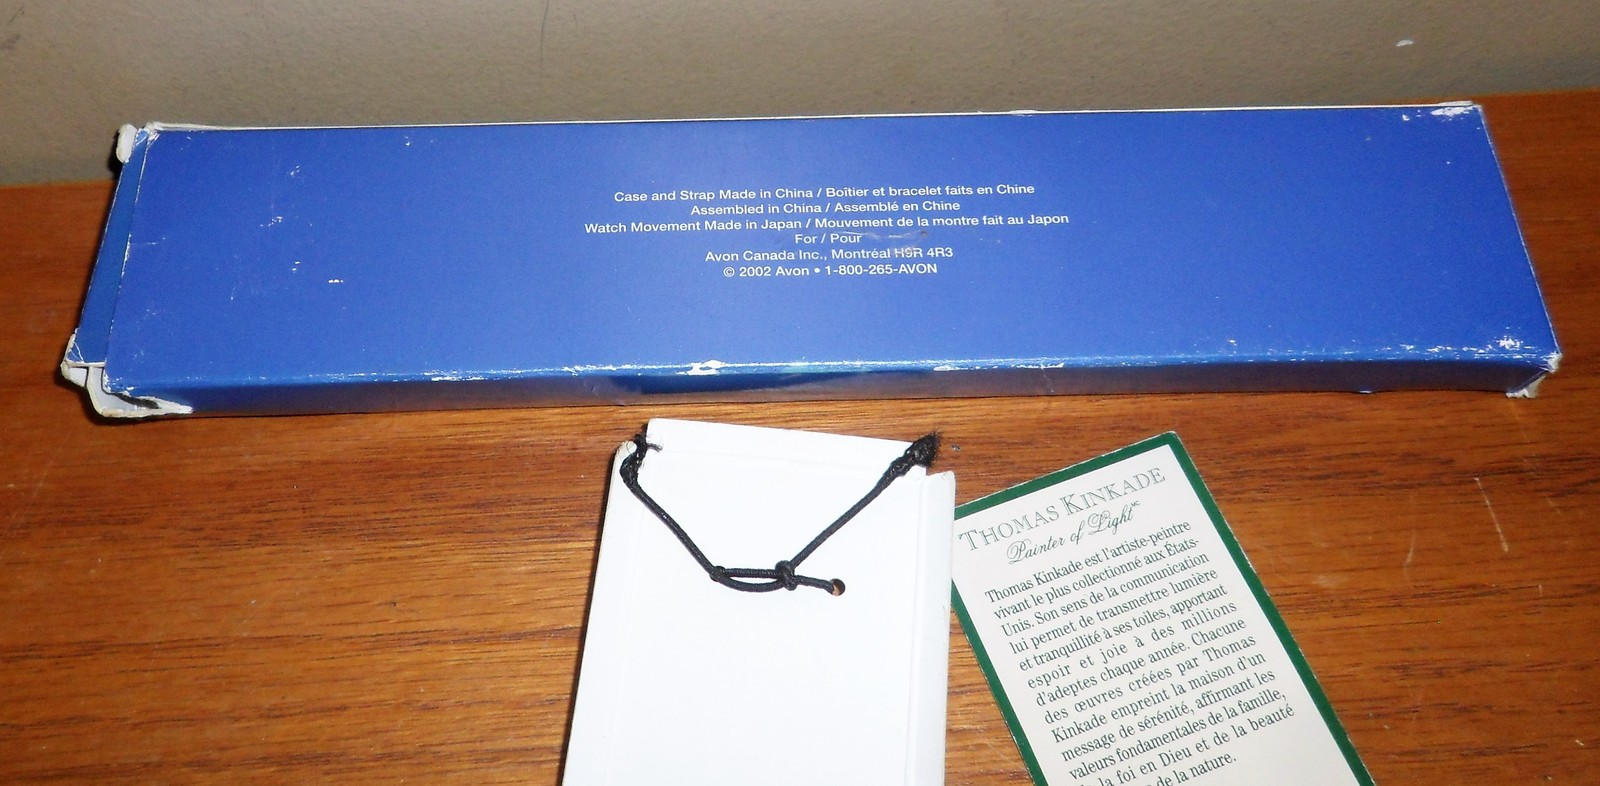 Case and Strap Made in China / Boîtier et bracelet faits en Chine
Assembled in China / Assemblé en Chine
Watch Movement Made in Japan / Mouvement de la montre fait au Japon
For / Pour
Avon Canada Inc., Montréal H9R 4R3
© 2002 Avon • 1-800-265-AVON
THOMAS KINKADE
Painter of Light
Thomas Kinkade est l'artiste-peintre
vivant le plus collectionné aux États-
Unis. Son sens de la communication
lui permet de transmettre lumière
et tranquilité à ses toiles, apportant
espoir et joie à des millions
d'adeptes chaque année. Chacune
des œuvres créées par Thomas
Kinkade empreint la maison d'un
message de sérénité, affirmant les
valeurs fondamentales de la famille,
la foi en Dieu et de la beauté
de la nature.